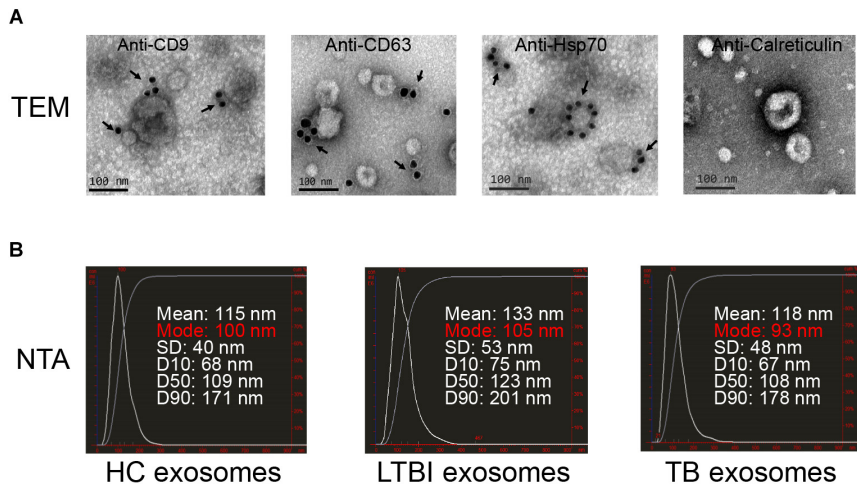 A
TEM
Anti-CD9
Anti-CD63
Anti-Hsp70
Anti-Calreticulin
100 nm
100 nm
100 nm
100 nm
B
NTA
Mean: 115 nm
Mode: 100 nm
SD: 40 nm
D10: 68 nm
D50: 109 nm
D90: 171 nm
HC exosomes
Mean: 133 nm
Mode: 105 nm
SD: 53 nm
D10: 75 nm
D50: 123 nm
D90: 201 nm
LTBI exosomes
Mean: 118 nm
Mode: 93 nm
SD: 48 nm
D10: 67 nm
D50: 108 nm
D90: 178 nm
TB exosomes